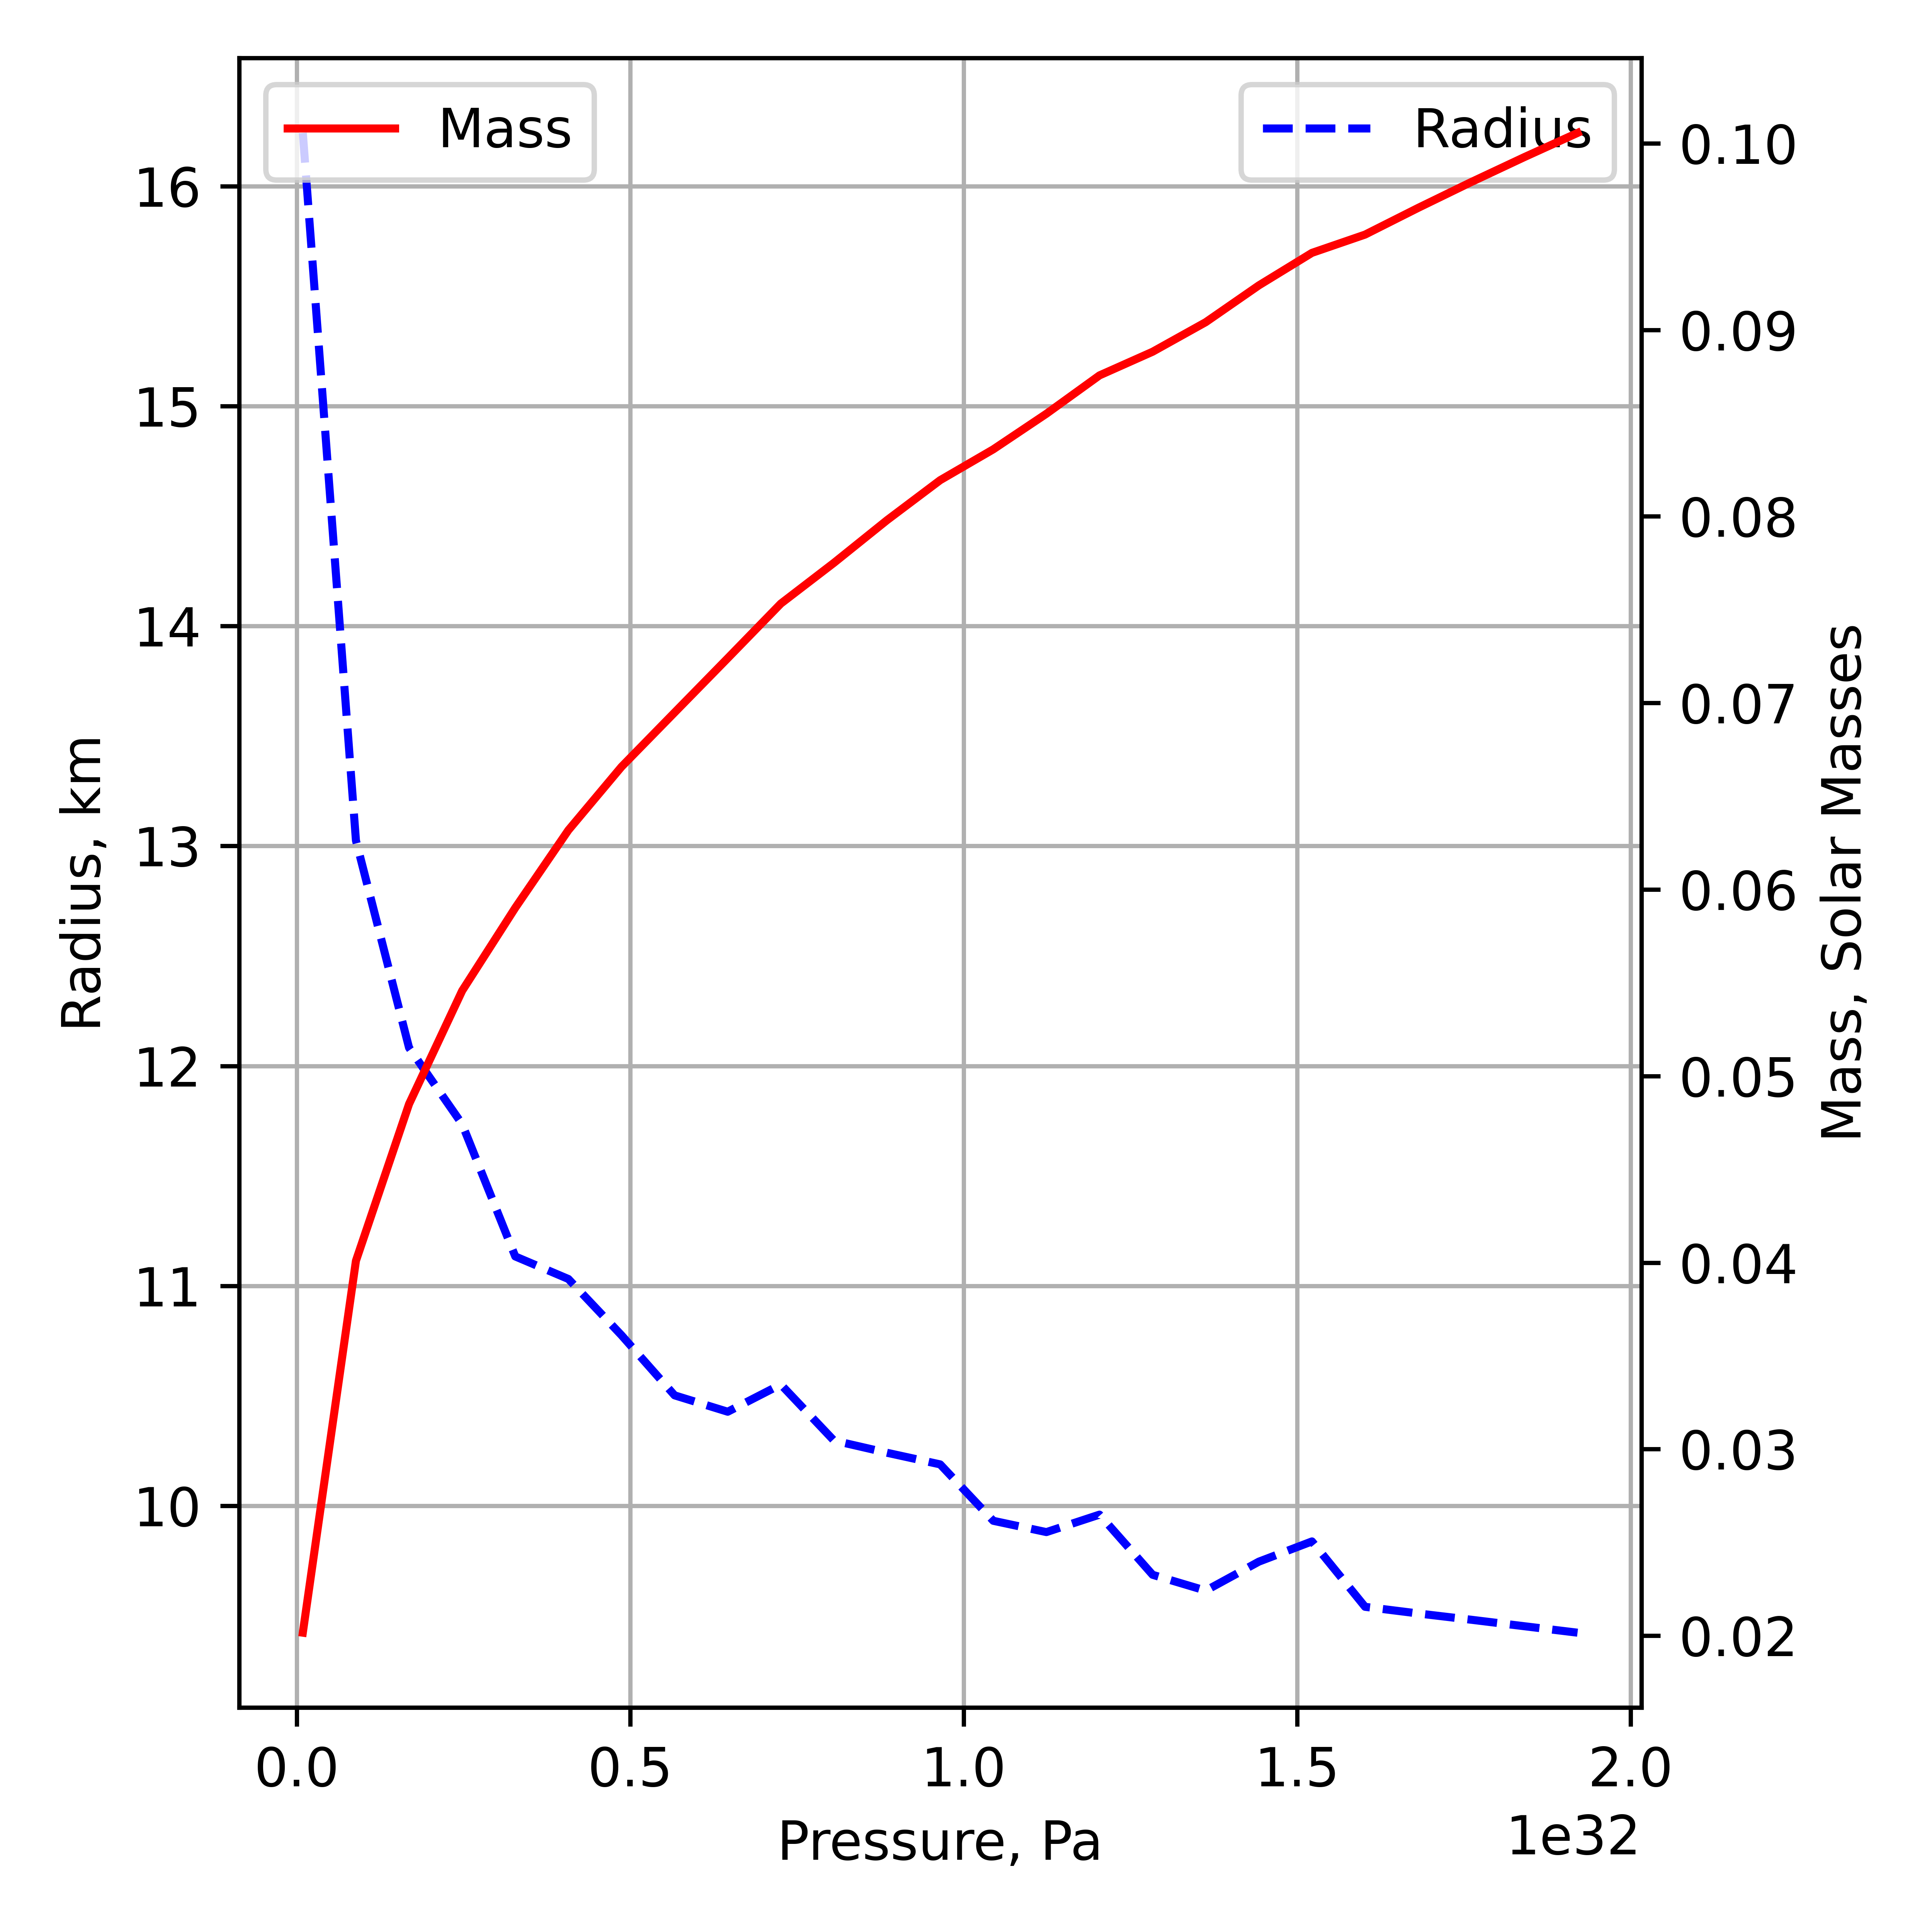 Mass
Radius
16
15
14
13
12
11
10
Radius, km
0.10
0.09
0.08
0.07
0.06
0.05
0.04
0.03
0.02
Mass, Solar Masses
0.0 0.5 1.0 1.5 2.0
1e32
Pressure, Pa